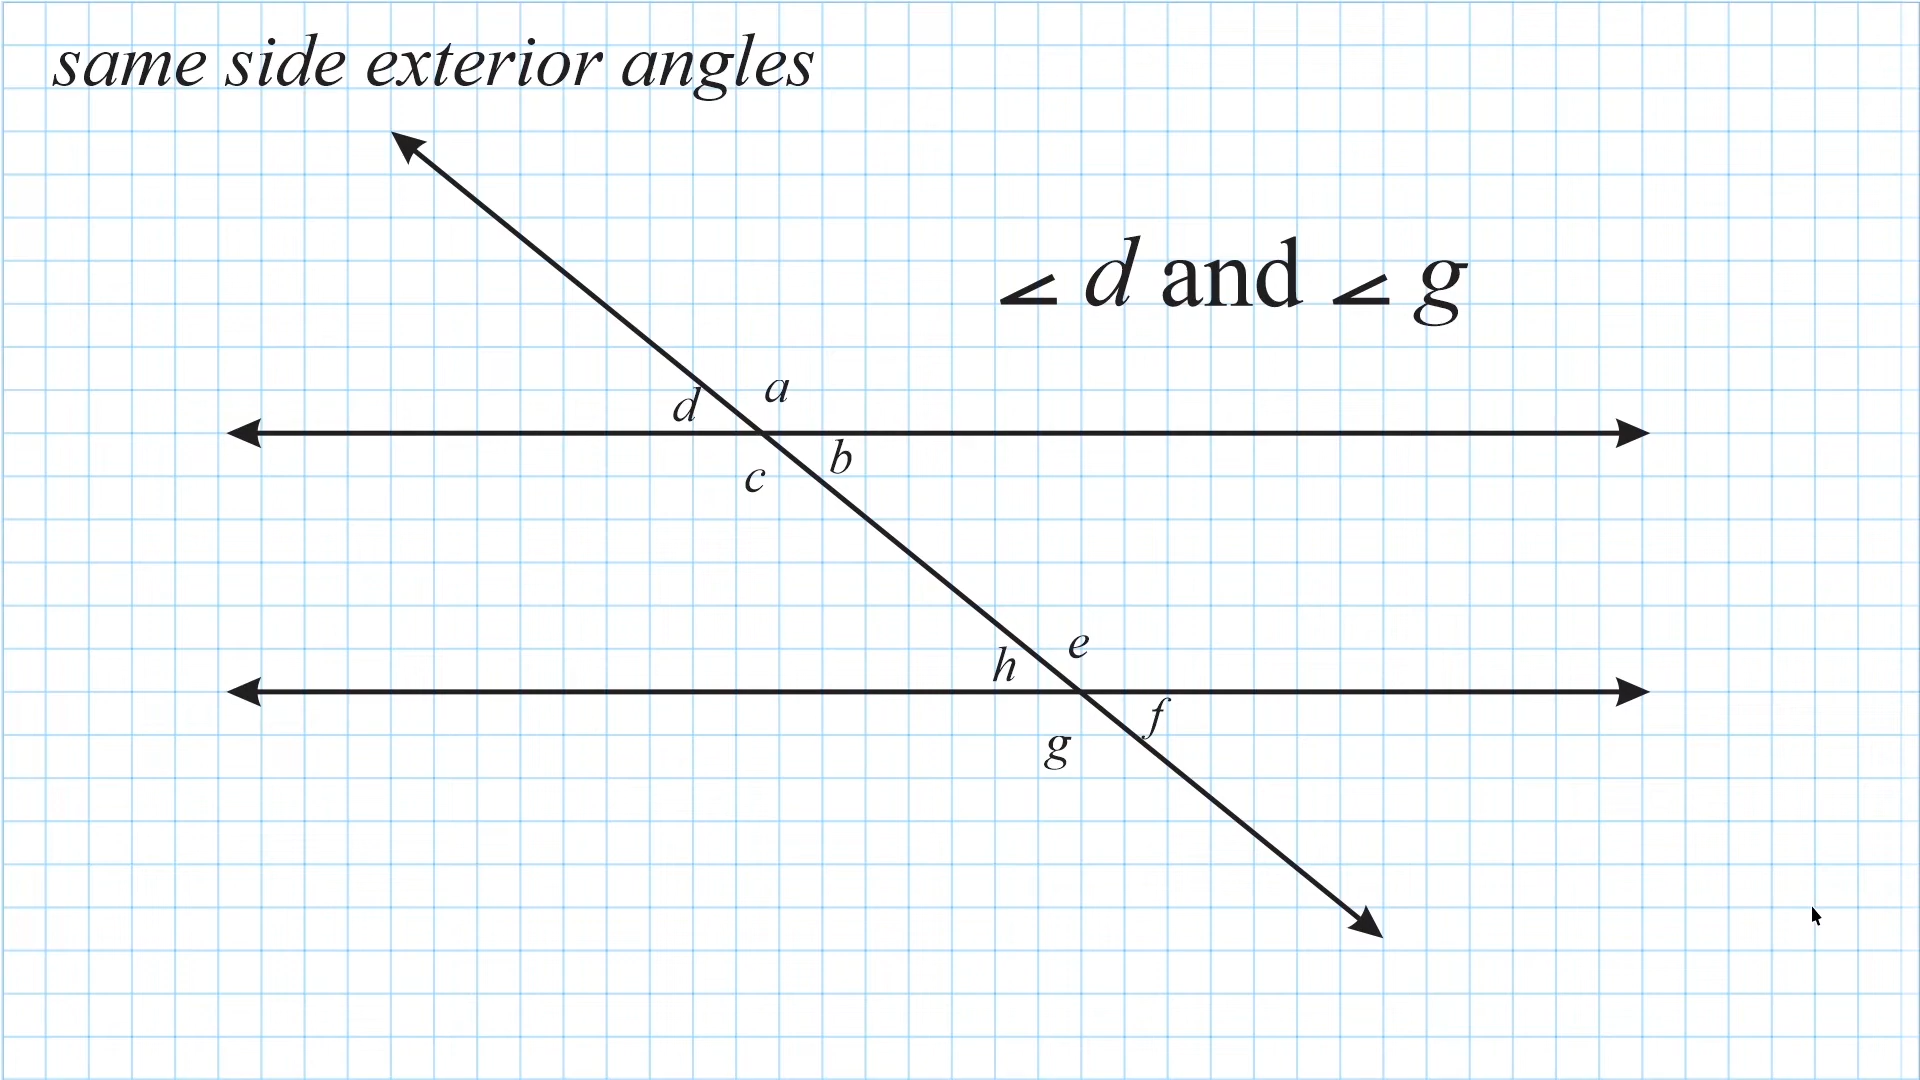 same side exterior angles
∠ d and ∠ g
d
a
c
b
h
e
g
f